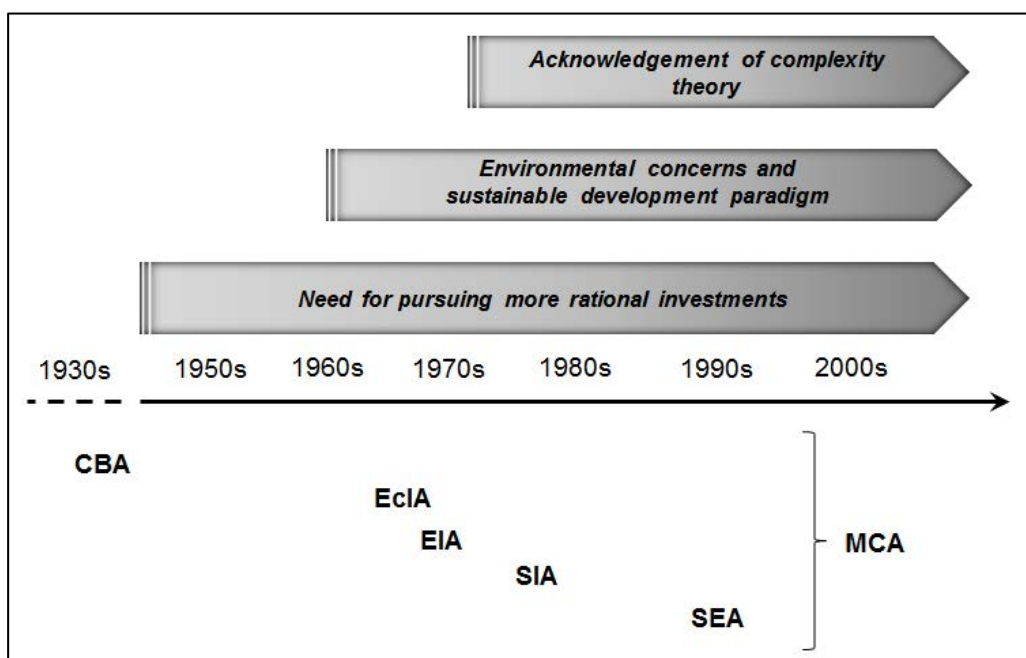 Acknowledgement of complexity
theory
Environmental concerns and
sustainable development paradigm
Need for pursuing more rational investments
1930s 1950s 1960s 1970s 1980s 1990s 2000s
CBA
EcIA
EIA
MCA
SIA
SEA